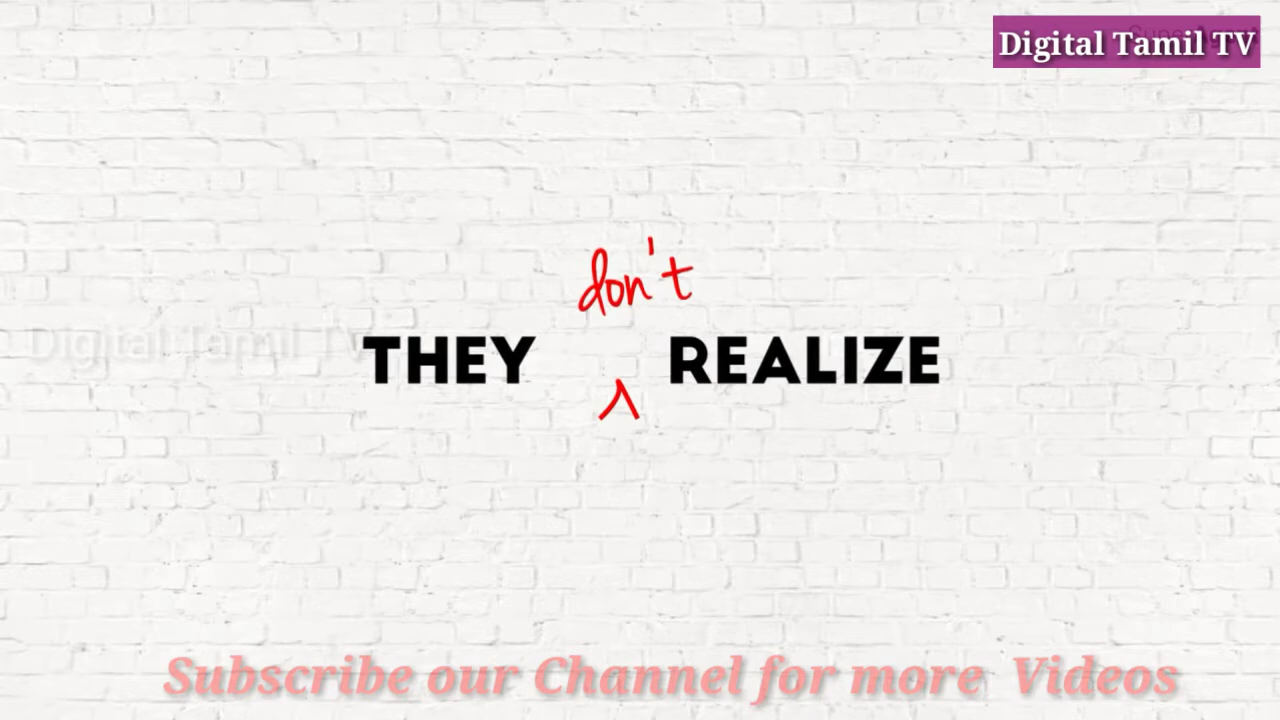 Digital Tamil TV
don't
THEY REALIZE
Digital Tamil TV
Subscribe our Channel for more Videos